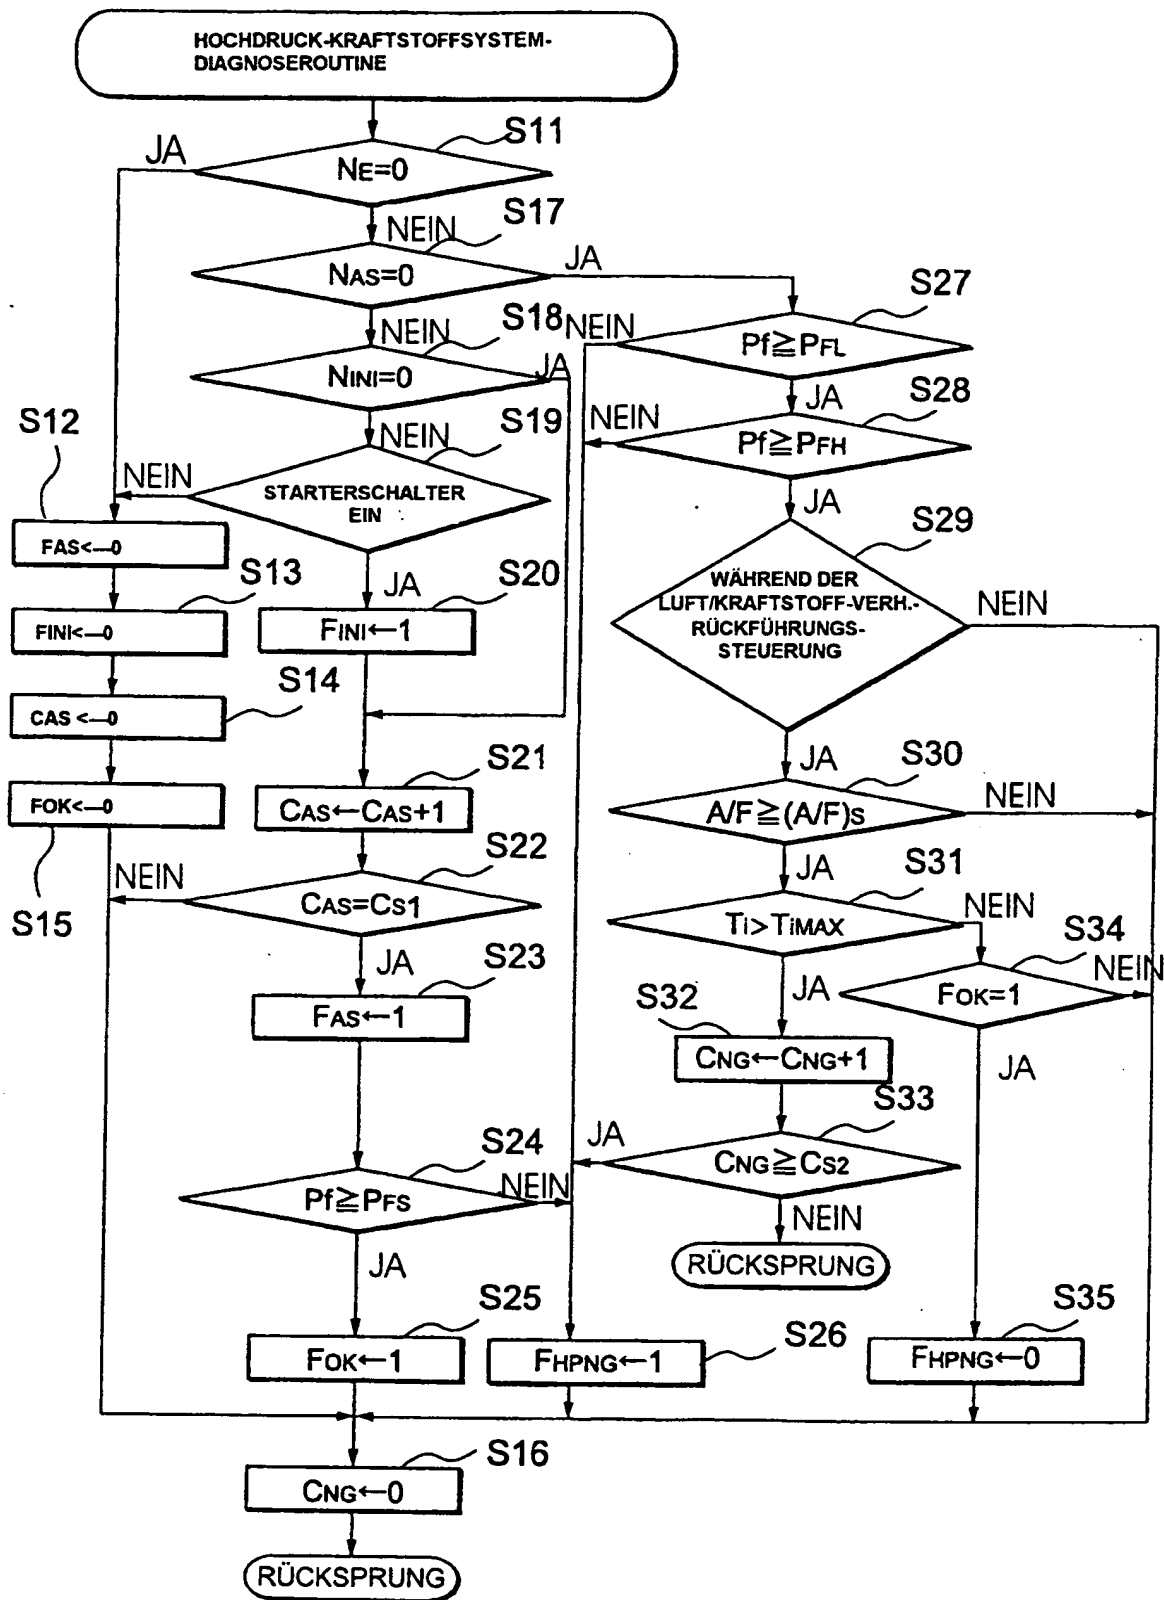 HOCHDRUCK-KRAFTSTOFFSYSTEM-
DIAGNOSEROUTINE
S11
JA
NE=0
NEIN
S17
NAS=0
JA
NEIN
S18
NINI=0
JA
NEIN
S19
STARTERSCHALTER
EIN
NEIN
S12
FAS<—0
S13
FINI<—0
S14
CAS <—0
FOK<—0
S15
JA
S20
FINI←1
S21
CAS←CAS+1
S22
NEIN
CAS=CS1
JA
S23
FAS←1
S24
Pf≧PFS
NEIN
JA
S25
FOK←1
FHPNG←1
S26
S16
CNG←0
RÜCKSPRUNG
S27
NEIN
Pf≧PFL
JA
S28
NEIN
Pf≧PFH
JA
S29
WÄHREND DER
LUFT/KRAFTSTOFF-VERH.-
RÜCKFÜHRUNGS-
STEUERUNG
NEIN
JA
S30
A/F≧(A/F)S
NEIN
JA
S31
Ti>TiMAX
NEIN
S34
JA
FOK=1
NEIN
S32
CNG←CNG+1
JA
S33
JA
CNG≧CS2
NEIN
RÜCKSPRUNG
S35
FHPNG←0